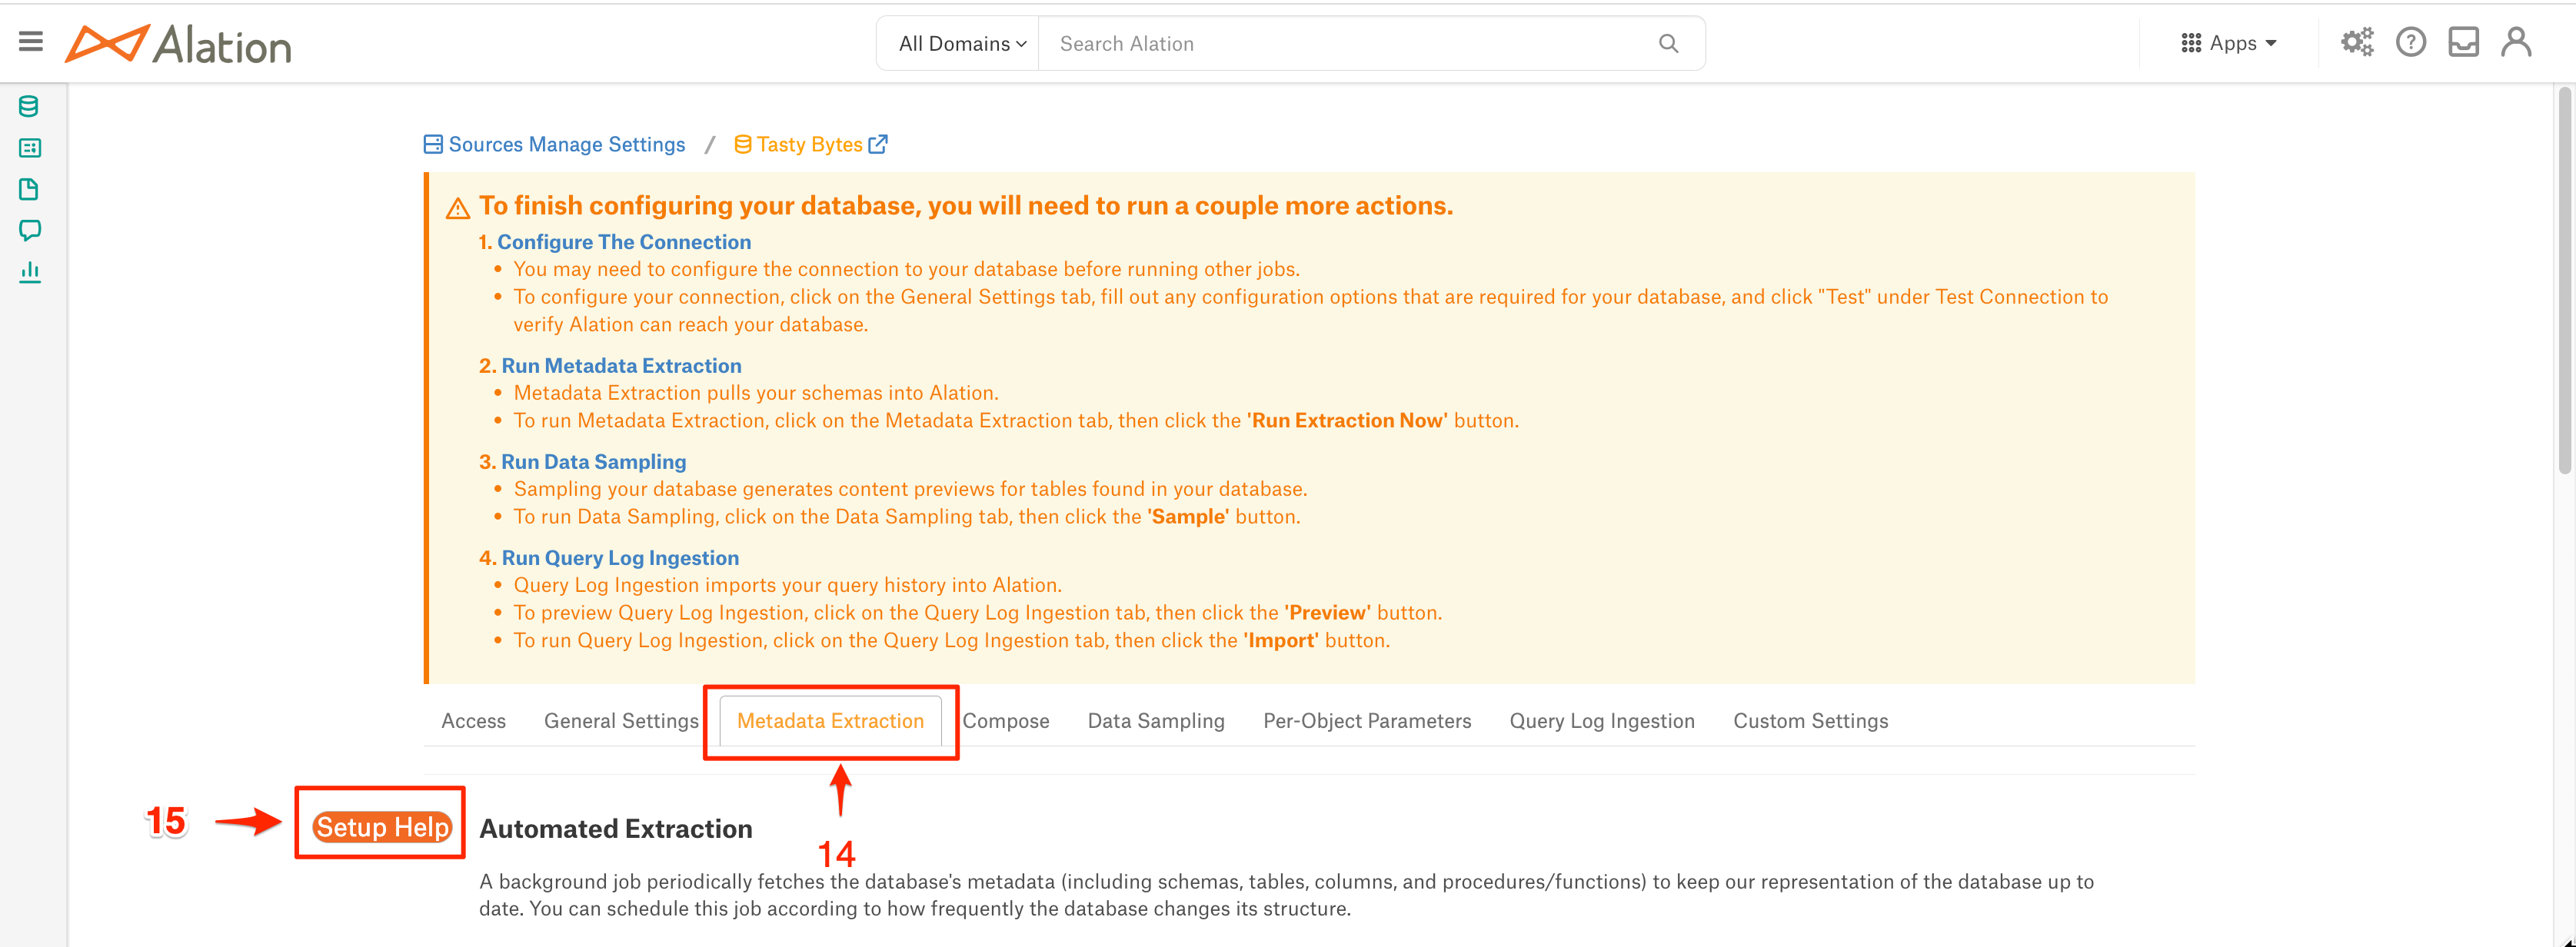 Alation
All Domains
Search Alation
Apps
Sources Manage Settings / Tasty Bytes
To finish configuring your database, you will need to run a couple more actions.
1. Configure The Connection
• You may need to configure the connection to your database before running other jobs.
• To configure your connection, click on the General Settings tab, fill out any configuration options that are required for your database, and click "Test" under Test Connection to
verify Alation can reach your database.
2. Run Metadata Extraction
• Metadata Extraction pulls your schemas into Alation.
• To run Metadata Extraction, click on the Metadata Extraction tab, then click the 'Run Extraction Now' button.
3. Run Data Sampling
• Sampling your database generates content previews for tables found in your database.
• To run Data Sampling, click on the Data Sampling tab, then click the 'Sample' button.
4. Run Query Log Ingestion
• Query Log Ingestion imports your query history into Alation.
• To preview Query Log Ingestion, click on the Query Log Ingestion tab, then click the 'Preview' button.
• To run Query Log Ingestion, click on the Query Log Ingestion tab, then click the 'Import' button.
Access General Settings Metadata Extraction Compose Data Sampling Per-Object Parameters Query Log Ingestion Custom Settings
15 Setup Help Automated Extraction
14
A background job periodically fetches the database's metadata (including schemas, tables, columns, and procedures/functions) to keep our representation of the database up to
date. You can schedule this job according to how frequently the database changes its structure.